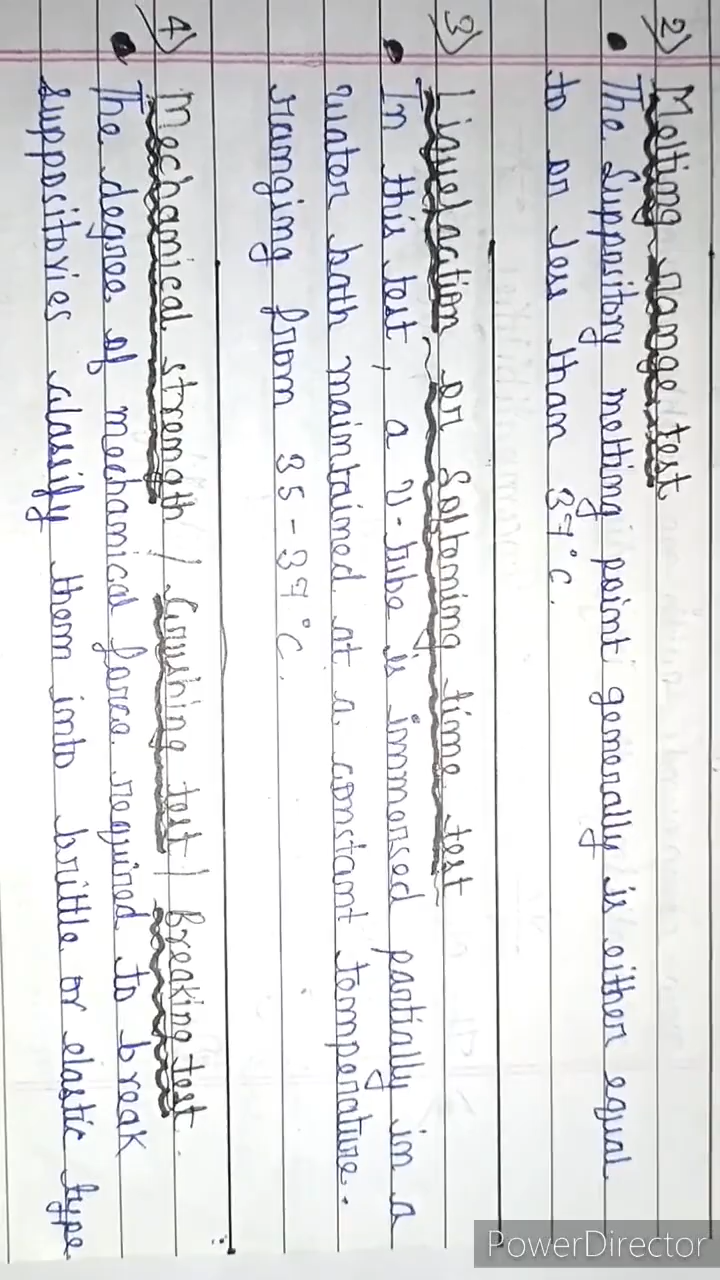 2) Melting range test
• The Suppository melting point generally is either equal
to or less than 37°C.
3) Liquefaction or Softening time test
• In this test, a U-tube is immersed partially in a
water bath maintained at a constant temperature.
ranging from 35-37°C.
4) Mechanical strength / Crushing test / breaking test.
• The degree of mechanical force required to break
suppositories classify them into brittle or elastic type
PowerDirector